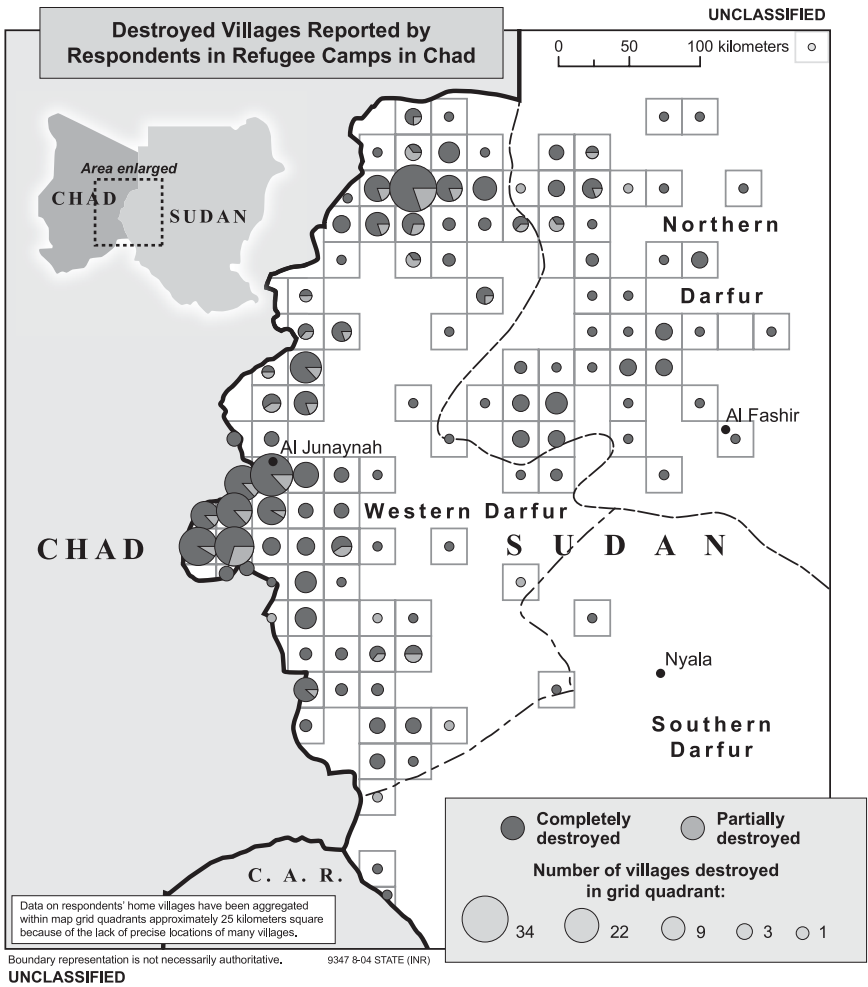 UNCLASSIFIED
Destroyed Villages Reported by
Respondents in Refugee Camps in Chad
0 50 100 kilometers
Area enlarged
CHAD
SUDAN
Northern
Darfur
Al Fashir
Al Junaynah
Western Darfur
CHAD
SUDAN
Nyala
Southern
Darfur
C. A. R.
Completely
destroyed
Partially
destroyed
Number of villages destroyed
in grid quadrant:
34 22 9 3 1
Data on respondents' home villages have been aggregated
within map grid quadrants approximately 25 kilometers square
because of the lack of precise locations of many villages.
Boundary representation is not necessarily authoritative. 9347 8-04 STATE (INR)
UNCLASSIFIED